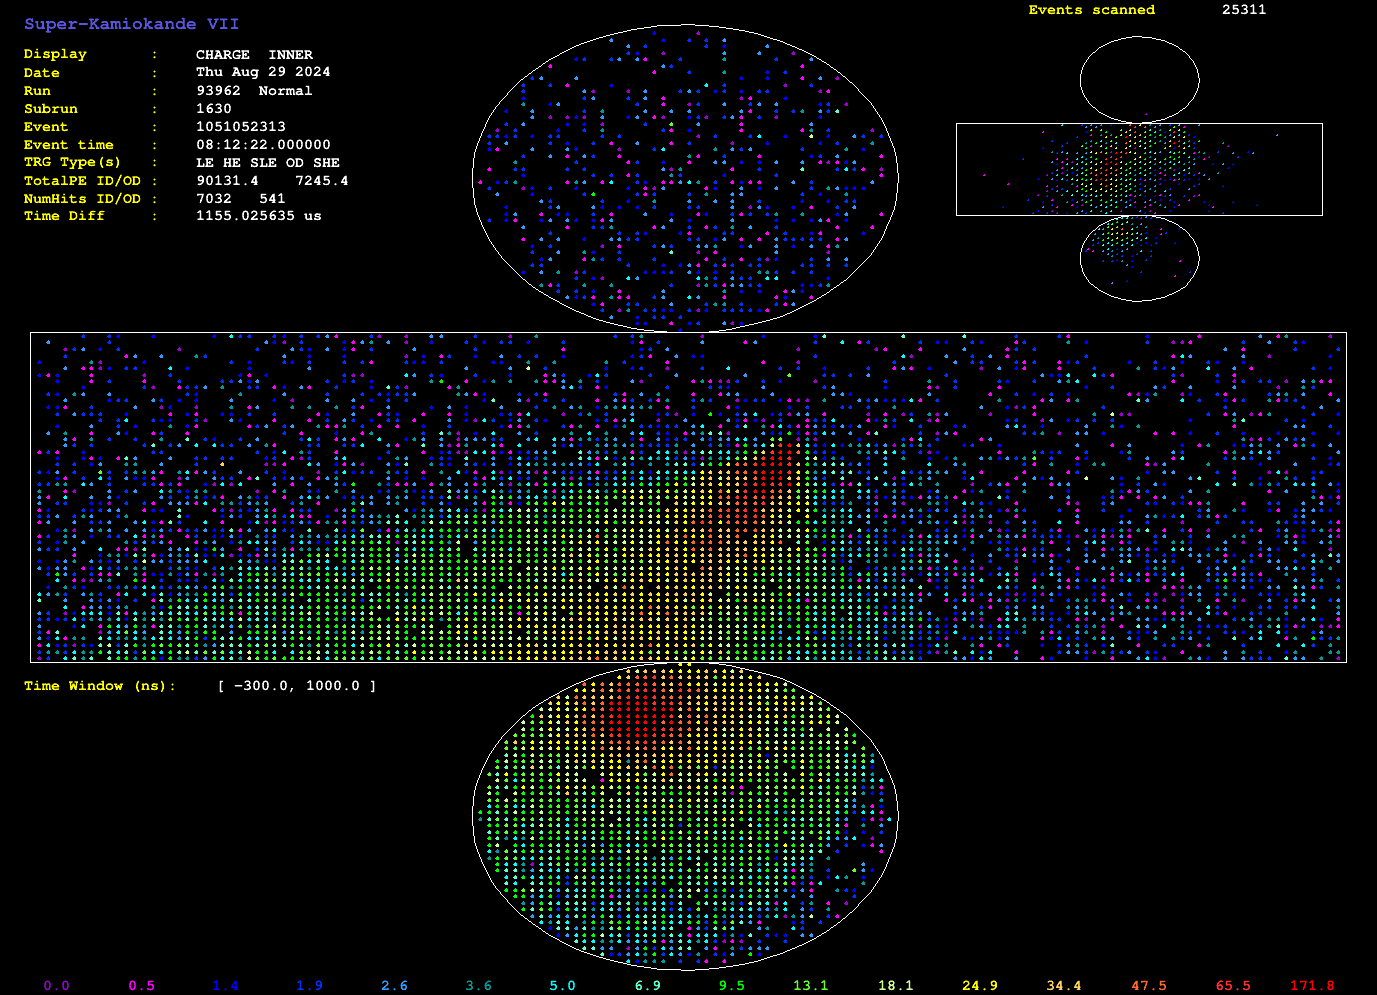 Super-Kamiokande VII
Events scanned 25311
Display : CHARGE INNER
Date : Thu Aug 29 2024
Run : 93962 Normal
Subrun : 1630
Event : 1051052313
Event time : 08:12:22.000000
TRG Type(s) : LE HE SLE OD SHE
TotalPE ID/OD : 90131.4 7245.4
NumHits ID/OD : 7032 541
Time Diff : 1155.025635 us
Time Window (ns): [ -300.0, 1000.0 ]
0.0 0.5 1.4 1.9 2.6 3.6 5.0 6.9 9.5 13.1 18.1 24.9 34.4 47.5 65.5 171.8